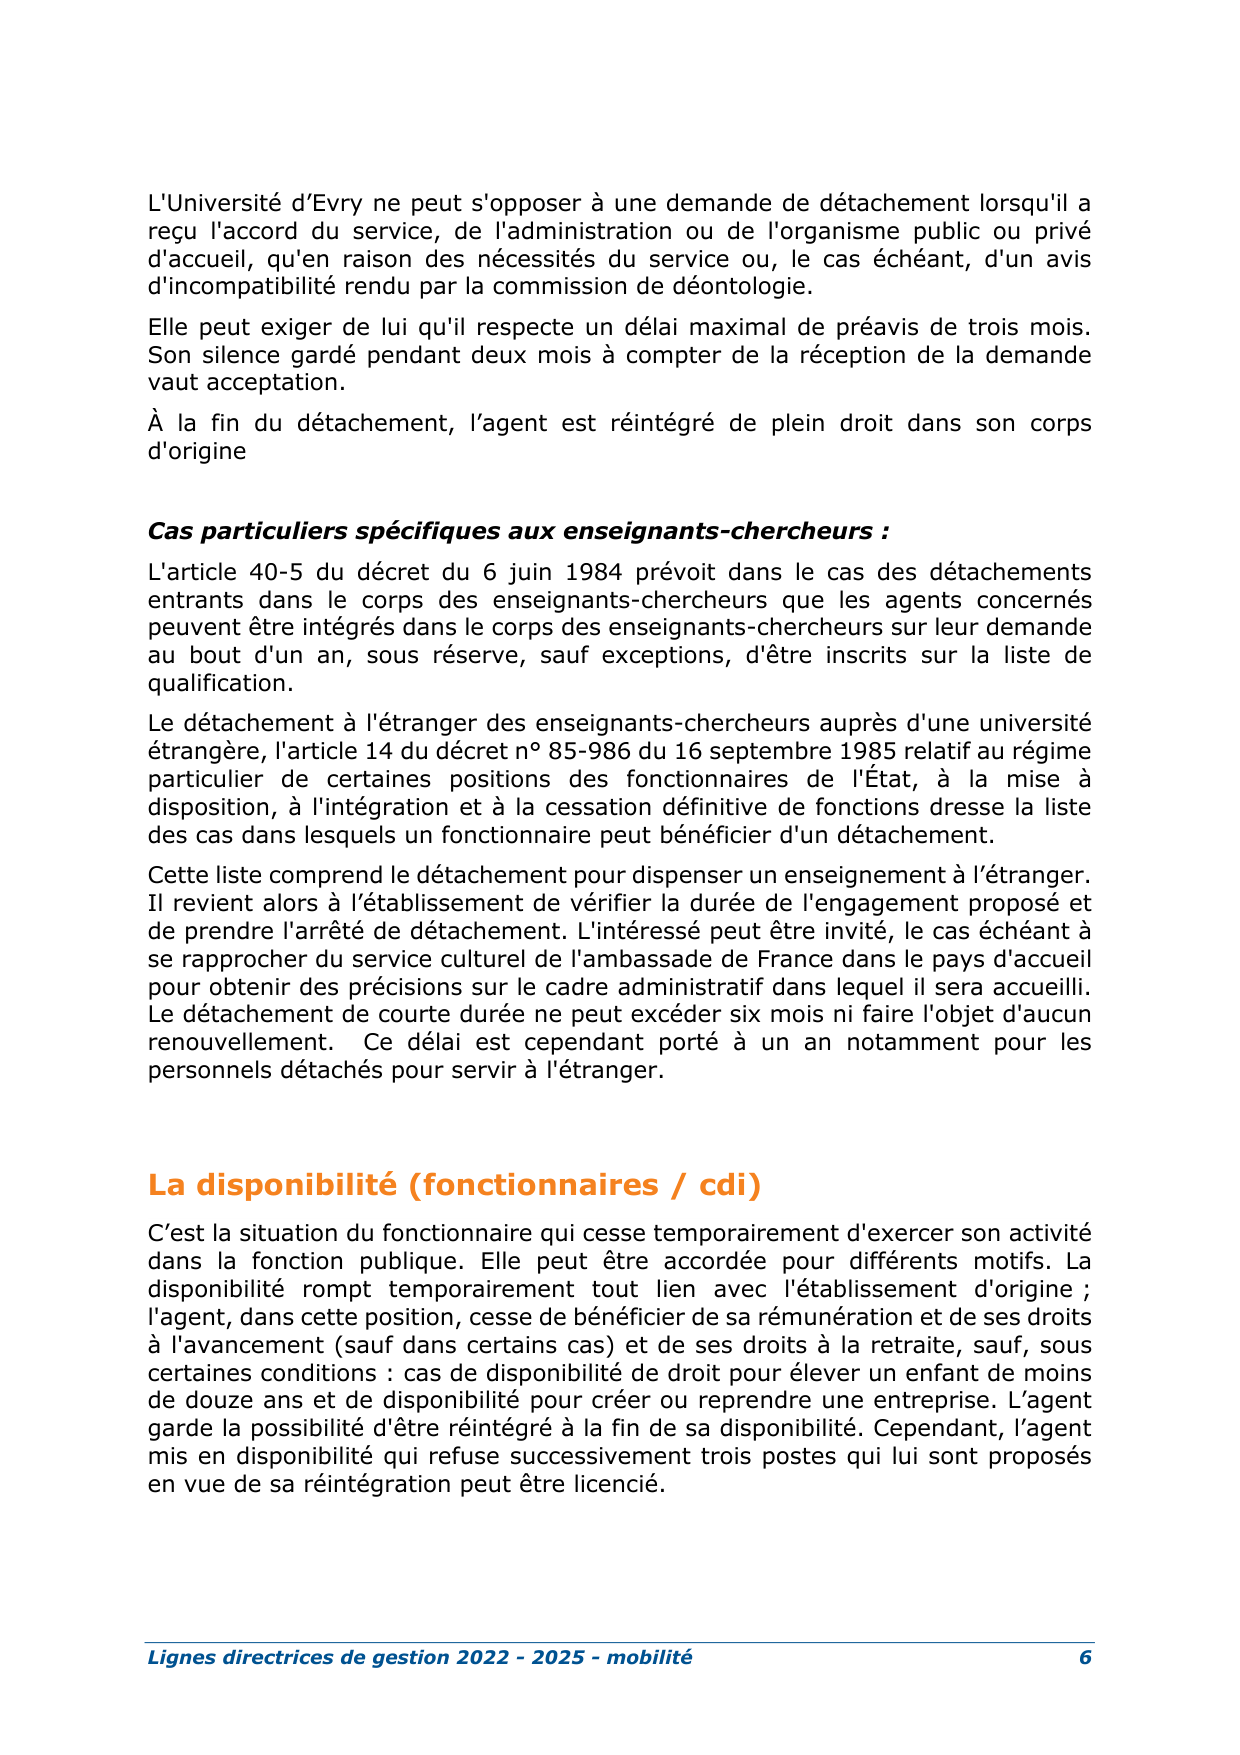 L'Université d’Evry ne peut s'opposer à une demande de détachement lorsqu'il a
reçu l'accord du service, de l'administration ou de l'organisme public ou privé
d'accueil, qu'en raison des nécessités du service ou, le cas échéant, d'un avis
d'incompatibilité rendu par la commission de déontologie.
Elle peut exiger de lui qu'il respecte un délai maximal de préavis de trois mois.
Son silence gardé pendant deux mois à compter de la réception de la demande
vaut acceptation.
À la fin du détachement, l’agent est réintégré de plein droit dans son corps
d'origine
Cas particuliers spécifiques aux enseignants-chercheurs :
L'article 40-5 du décret du 6 juin 1984 prévoit dans le cas des détachements
entrants dans le corps des enseignants-chercheurs que les agents concernés
peuvent être intégrés dans le corps des enseignants-chercheurs sur leur demande
au bout d'un an, sous réserve, sauf exceptions, d'être inscrits sur la liste de
qualification.
Le détachement à l'étranger des enseignants-chercheurs auprès d'une université
étrangère, l'article 14 du décret n° 85-986 du 16 septembre 1985 relatif au régime
particulier de certaines positions des fonctionnaires de l'État, à la mise à
disposition, à l'intégration et à la cessation définitive de fonctions dresse la liste
des cas dans lesquels un fonctionnaire peut bénéficier d'un détachement.
Cette liste comprend le détachement pour dispenser un enseignement à l’étranger.
Il revient alors à l’établissement de vérifier la durée de l'engagement proposé et
de prendre l'arrêté de détachement. L'intéressé peut être invité, le cas échéant à
se rapprocher du service culturel de l'ambassade de France dans le pays d'accueil
pour obtenir des précisions sur le cadre administratif dans lequel il sera accueilli.
Le détachement de courte durée ne peut excéder six mois ni faire l'objet d'aucun
renouvellement.  Ce délai est cependant porté à un an notamment pour les
personnels détachés pour servir à l'étranger.
La disponibilité (fonctionnaires / cdi)
C’est la situation du fonctionnaire qui cesse temporairement d'exercer son activité
dans la fonction publique. Elle peut être accordée pour différents motifs. La
disponibilité rompt temporairement tout lien avec l'établissement d'origine ;
l'agent, dans cette position, cesse de bénéficier de sa rémunération et de ses droits
à l'avancement (sauf dans certains cas) et de ses droits à la retraite, sauf, sous
certaines conditions : cas de disponibilité de droit pour élever un enfant de moins
de douze ans et de disponibilité pour créer ou reprendre une entreprise. L’agent
garde la possibilité d'être réintégré à la fin de sa disponibilité. Cependant, l’agent
mis en disponibilité qui refuse successivement trois postes qui lui sont proposés
en vue de sa réintégration peut être licencié.
Lignes directrices de gestion 2022 - 2025 - mobilité 6